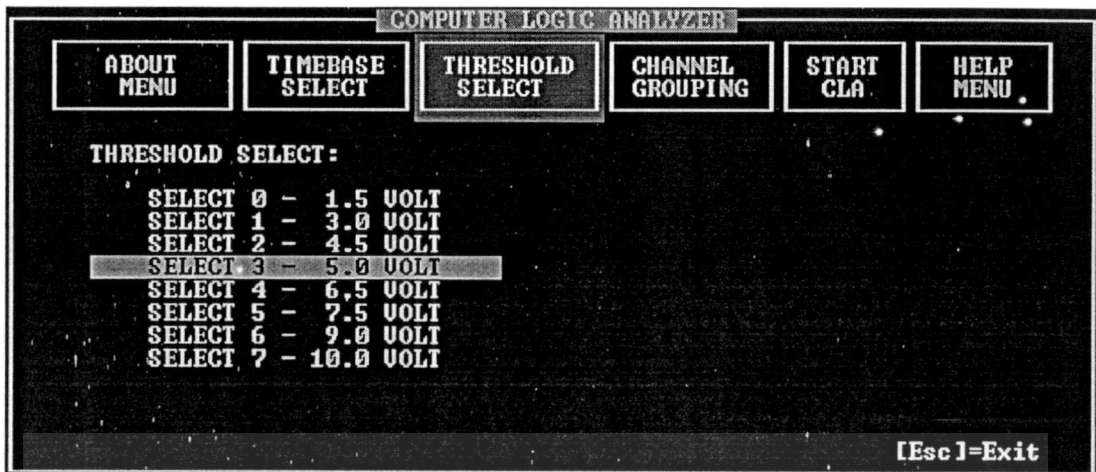 COMPUTER LOGIC ANALYZER
ABOUT MENU
TIMEBASE SELECT
THRESHOLD SELECT
CHANNEL GROUPING
START CLA
HELP MENU
THRESHOLD SELECT:
SELECT 0 - 1.5 VOLT
SELECT 1 - 3.0 VOLT
SELECT 2 - 4.5 VOLT
SELECT 3 - 5.0 VOLT
SELECT 4 - 6.5 VOLT
SELECT 5 - 7.5 VOLT
SELECT 6 - 9.0 VOLT
SELECT 7 - 10.0 VOLT
[Esc]=Exit